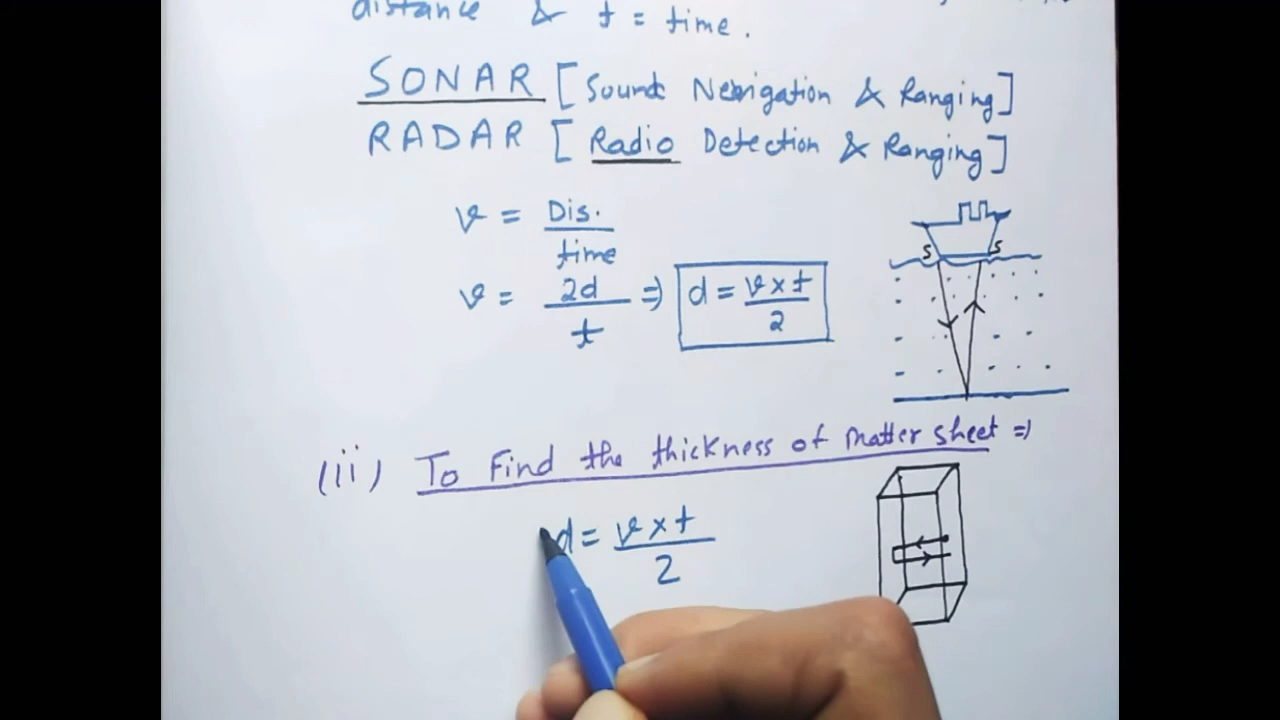 distance & t = time.
SONAR [Sound Nevigation & Ranging]
RADAR [Radio Detection & Ranging]
v = Dis. / time
v = 2d / t ⇒ d = v x t / 2
S S
(ii) To Find the thickness of matter sheet ⇒
d = v x t / 2